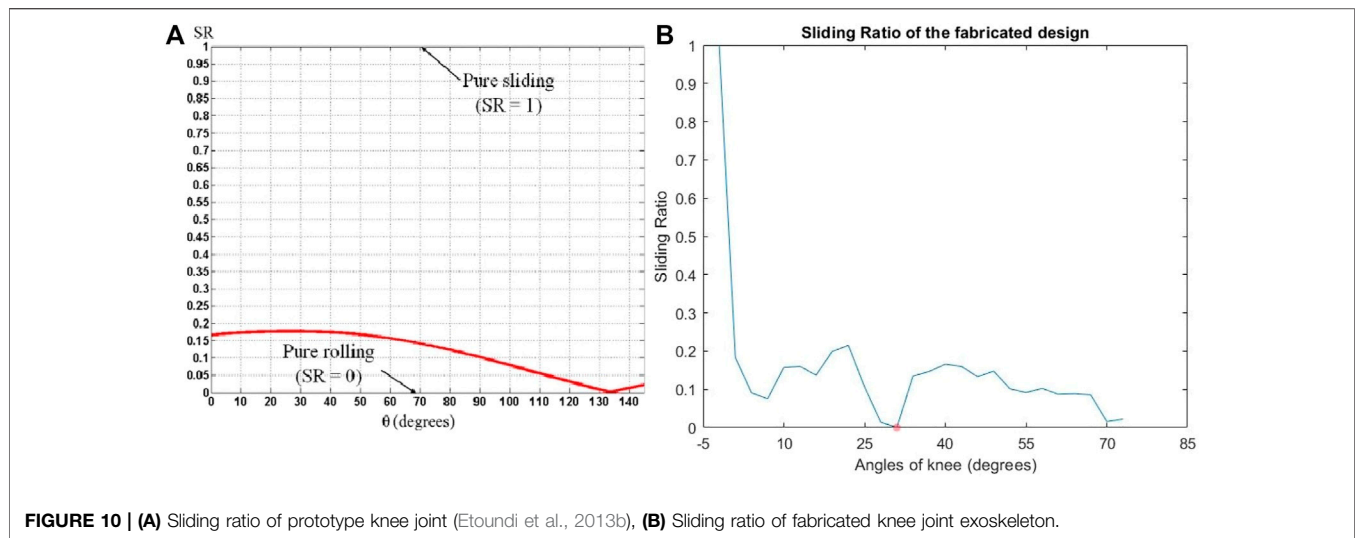 A
SR
1
0.95
0.9
0.85
0.8
0.75
0.7
0.65
0.6
0.55
0.5
0.45
0.4
0.35
0.3
0.25
0.2
0.15
0.1
0.05
0
Pure sliding
(SR = 1)
Pure rolling
(SR = 0)
0 10 20 30 40 50 60 70 80 90 100 110 120 130 140
θ (degrees)
B
Sliding Ratio of the fabricated design
1
0.9
0.8
0.7
0.6
0.5
0.4
0.3
0.2
0.1
0
Sliding Ratio
-5 10 25 40 55 70 85
Angles of knee (degrees)
FIGURE 10 | (A) Sliding ratio of prototype knee joint (Etoundi et al., 2013b), (B) Sliding ratio of fabricated knee joint exoskeleton.